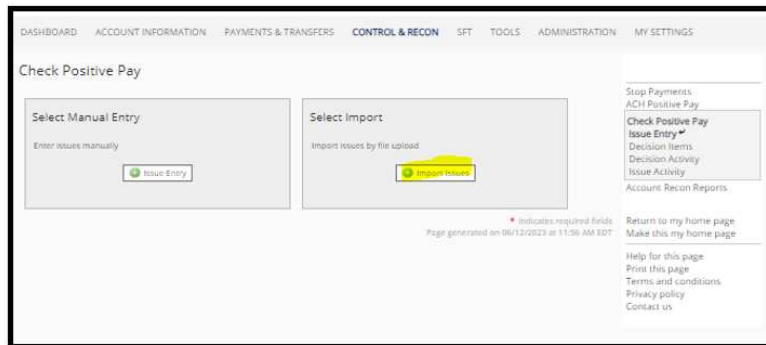 DASHBOARD ACCOUNT INFORMATION PAYMENTS & TRANSFERS CONTROL & RECON SFT TOOLS ADMINISTRATION MY SETTINGS
Check Positive Pay
Select Manual Entry
Enter issues manually
Issue Entry
Select Import
Import issues by file upload
Import Issues
* Indicates required fields
Page generated on 06/12/2023 at 11:56 AM EDT
Stop Payments
ACH Positive Pay
Check Positive Pay
Issue Entry
Decision Items
Decision Activity
Issue Activity
Account Recon Reports
Return to my home page
Make this my home page
Help for this page
Print this page
Terms and conditions
Privacy policy
Contact us